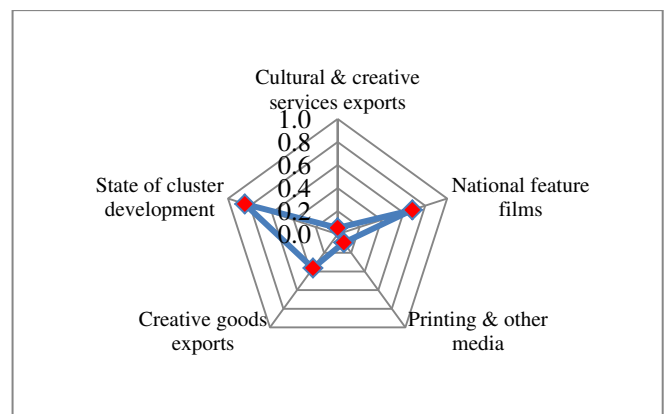 Cultural & creative
services exports
1.0
0.8
0.6
0.4
0.2
0.0
National feature
films
Printing & other
media
Creative goods
exports
State of cluster
development